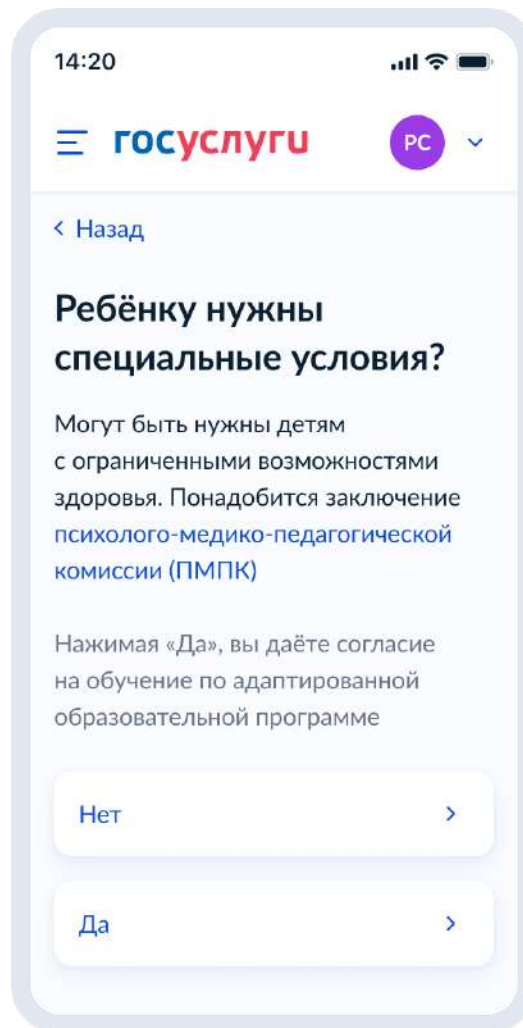 14:20
госуслуги
РС
Назад
Ребёнку нужны
специальные условия?
Могут быть нужны детям
с ограниченными возможностями
здоровья. Понадобится заключение
психолого-медико-педагогической
комиссии (ПМПК)
Нажимая «Да», вы даёте согласие
на обучение по адаптированной
образовательной программе
Нет
Да